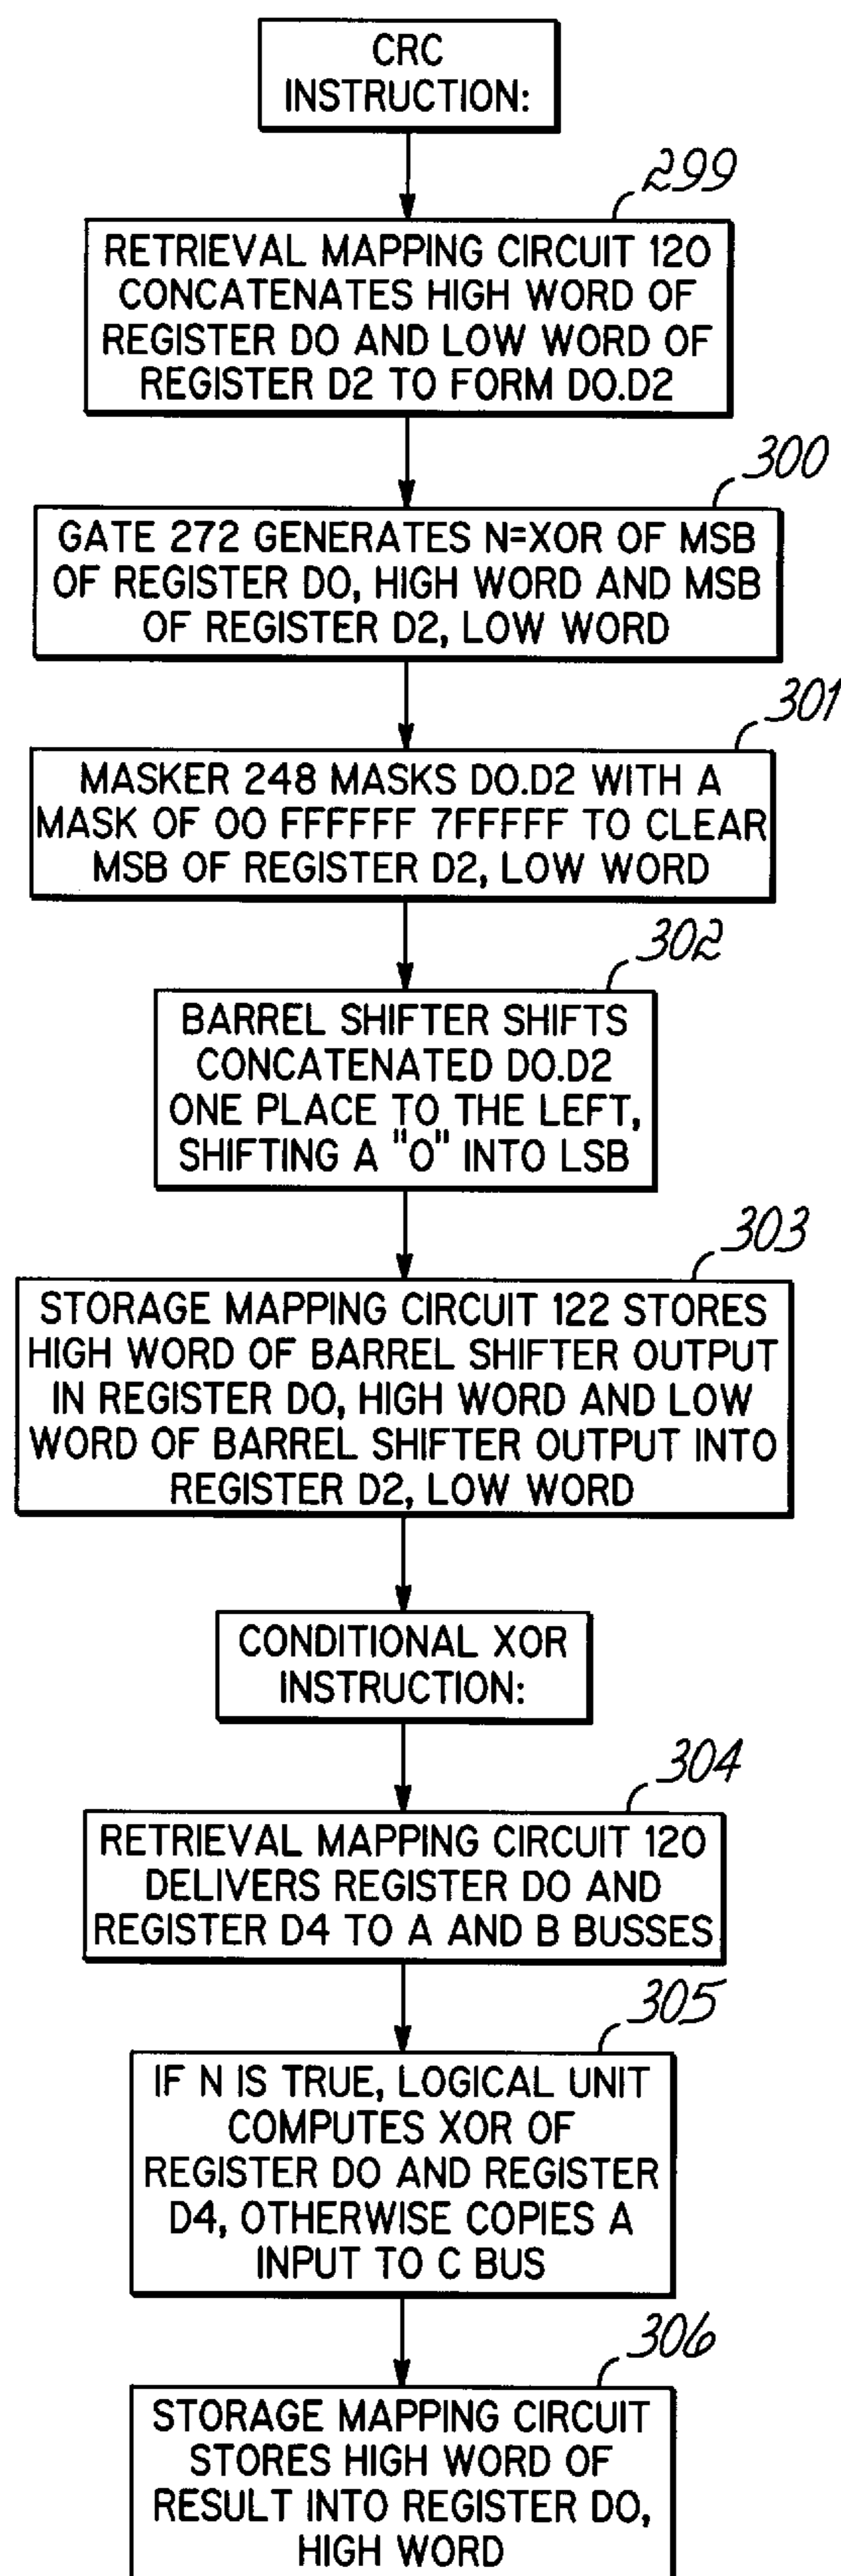 CRC
INSTRUCTION:
299
RETRIEVAL MAPPING CIRCUIT 120
CONCATENATES HIGH WORD OF
REGISTER D0 AND LOW WORD OF
REGISTER D2 TO FORM D0.D2
300
GATE 272 GENERATES N=XOR OF MSB
OF REGISTER D0, HIGH WORD AND MSB
OF REGISTER D2, LOW WORD
301
MASKER 248 MASKS D0.D2 WITH A
MASK OF 00 FFFFFF 7FFFFF TO CLEAR
MSB OF REGISTER D2, LOW WORD
302
BARREL SHIFTER SHIFTS
CONCATENATED D0.D2
ONE PLACE TO THE LEFT,
SHIFTING A "0" INTO LSB
303
STORAGE MAPPING CIRCUIT 122 STORES
HIGH WORD OF BARREL SHIFTER OUTPUT
IN REGISTER D0, HIGH WORD AND LOW
WORD OF BARREL SHIFTER OUTPUT INTO
REGISTER D2, LOW WORD
CONDITIONAL XOR
INSTRUCTION:
304
RETRIEVAL MAPPING CIRCUIT 120
DELIVERS REGISTER D0 AND
REGISTER D4 TO A AND B BUSSES
305
IF N IS TRUE, LOGICAL UNIT
COMPUTES XOR OF
REGISTER D0 AND REGISTER
D4, OTHERWISE COPIES A
INPUT TO C BUS
306
STORAGE MAPPING CIRCUIT
STORES HIGH WORD OF
RESULT INTO REGISTER D0,
HIGH WORD